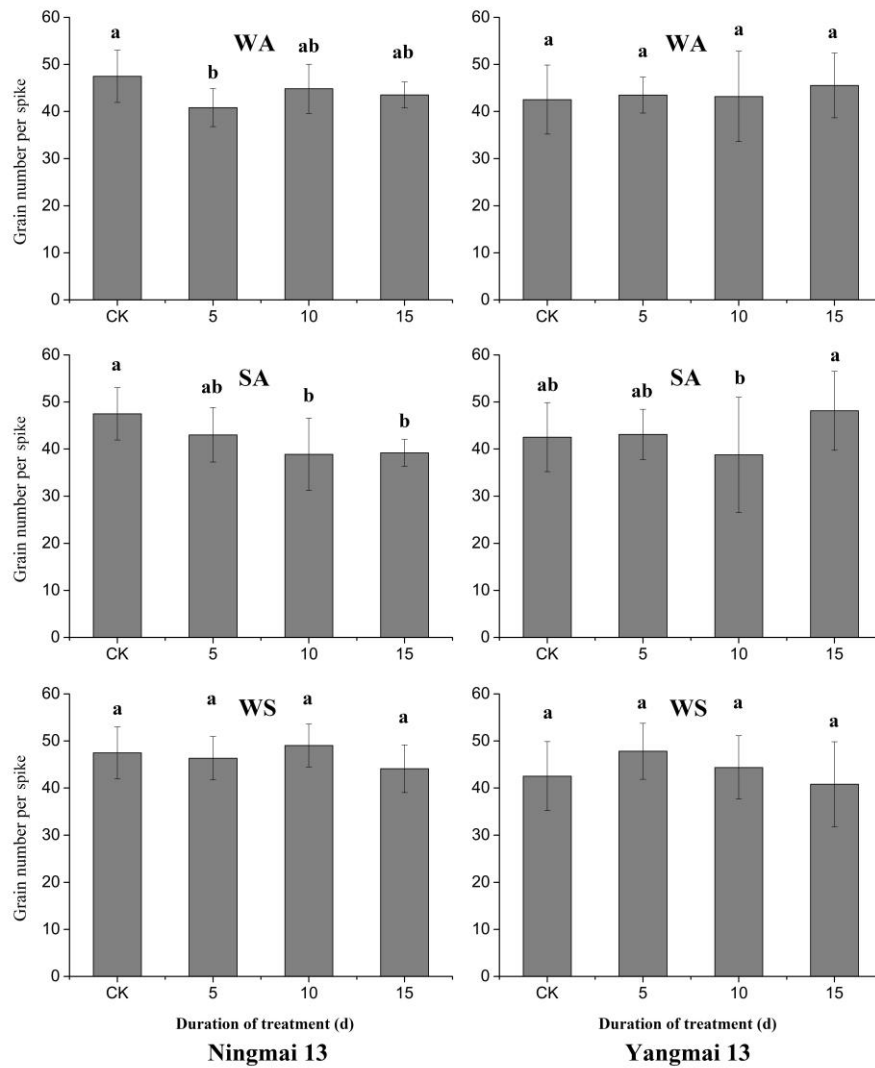 60
50
40
30
20
10
0
Grain number per spike
WA
a
b
ab
ab
CK
5
10
15
60
50
40
30
20
10
0
WA
a
a
a
a
CK
5
10
15
60
50
40
30
20
10
0
Grain number per spike
SA
a
ab
b
b
CK
5
10
15
60
50
40
30
20
10
0
SA
ab
ab
b
a
CK
5
10
15
60
50
40
30
20
10
0
Grain number per spike
WS
a
a
a
a
CK
5
10
15
Duration of treatment (d)
Ningmai 13
60
50
40
30
20
10
0
WS
a
a
a
a
CK
5
10
15
Duration of treatment (d)
Yangmai 13